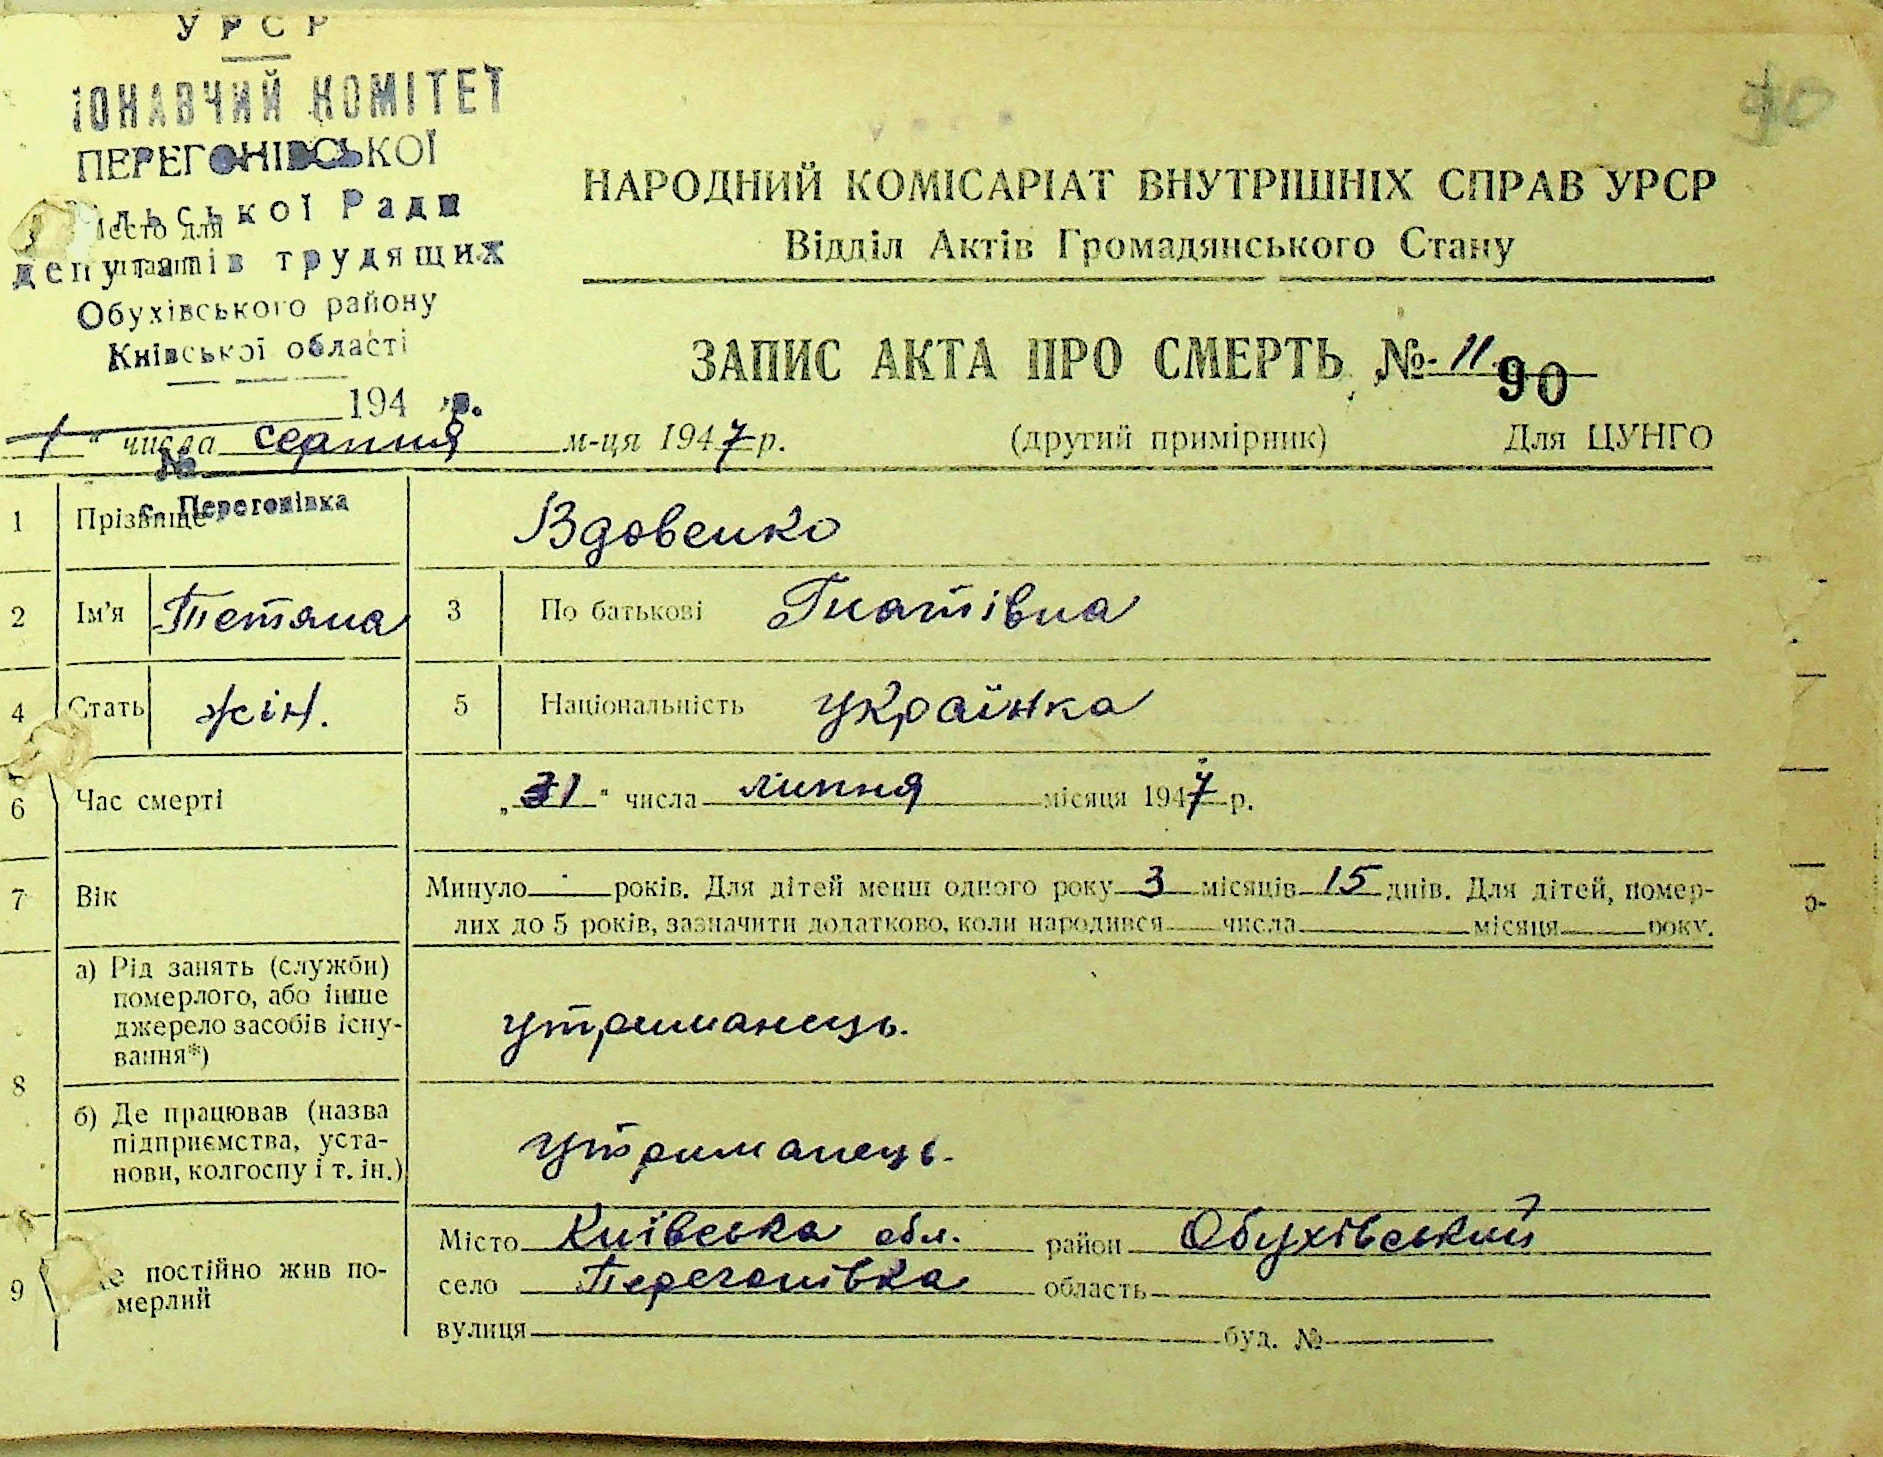 УРСР
ІОНАВЧИЙ КОМІТЕТ
ПЕРЕГОНІВСЬКОЇ
ільської Ради
Місто для
депутатів трудящих
Обухівського району
Київської області
194 р.
№
с. Перегонівка
90
НАРОДНИЙ КОМІСАРІАТ ВНУТРІШНІХ СПРАВ УРСР
Відділ Актів Громадянського Стану
ЗАПИС АКТА ПРО СМЕРТЬ № 11
90
1 " числа серпня м-ця 1947 р. (другий примірник) Для ЦУНГО
1 Прізвище Вдовенко
2 Ім'я Тетяна 3 По батькові Гнатівна
4 Стать жін. 5 Національність українка
6 Час смерті „31" числа липня місяця 1947 р.
7 Вік Минуло - років. Для дітей менш одного року 3 місяців 15 днів. Для дітей, помер-
лих до 5 років, зазначити додатково, коли народився числа місяця року.
8 а) Рід занять (служби)
померлого, або інше
джерело засобів існу-
вання*) утриманець.
б) Де працював (назва
підприємства, уста-
нови, колгоспу і т. ін.) утриманець.
9 постійно жив по-
мерлий
Місто Київська обл. район Обухівський
село Перегонівка область
вулиця буд. №